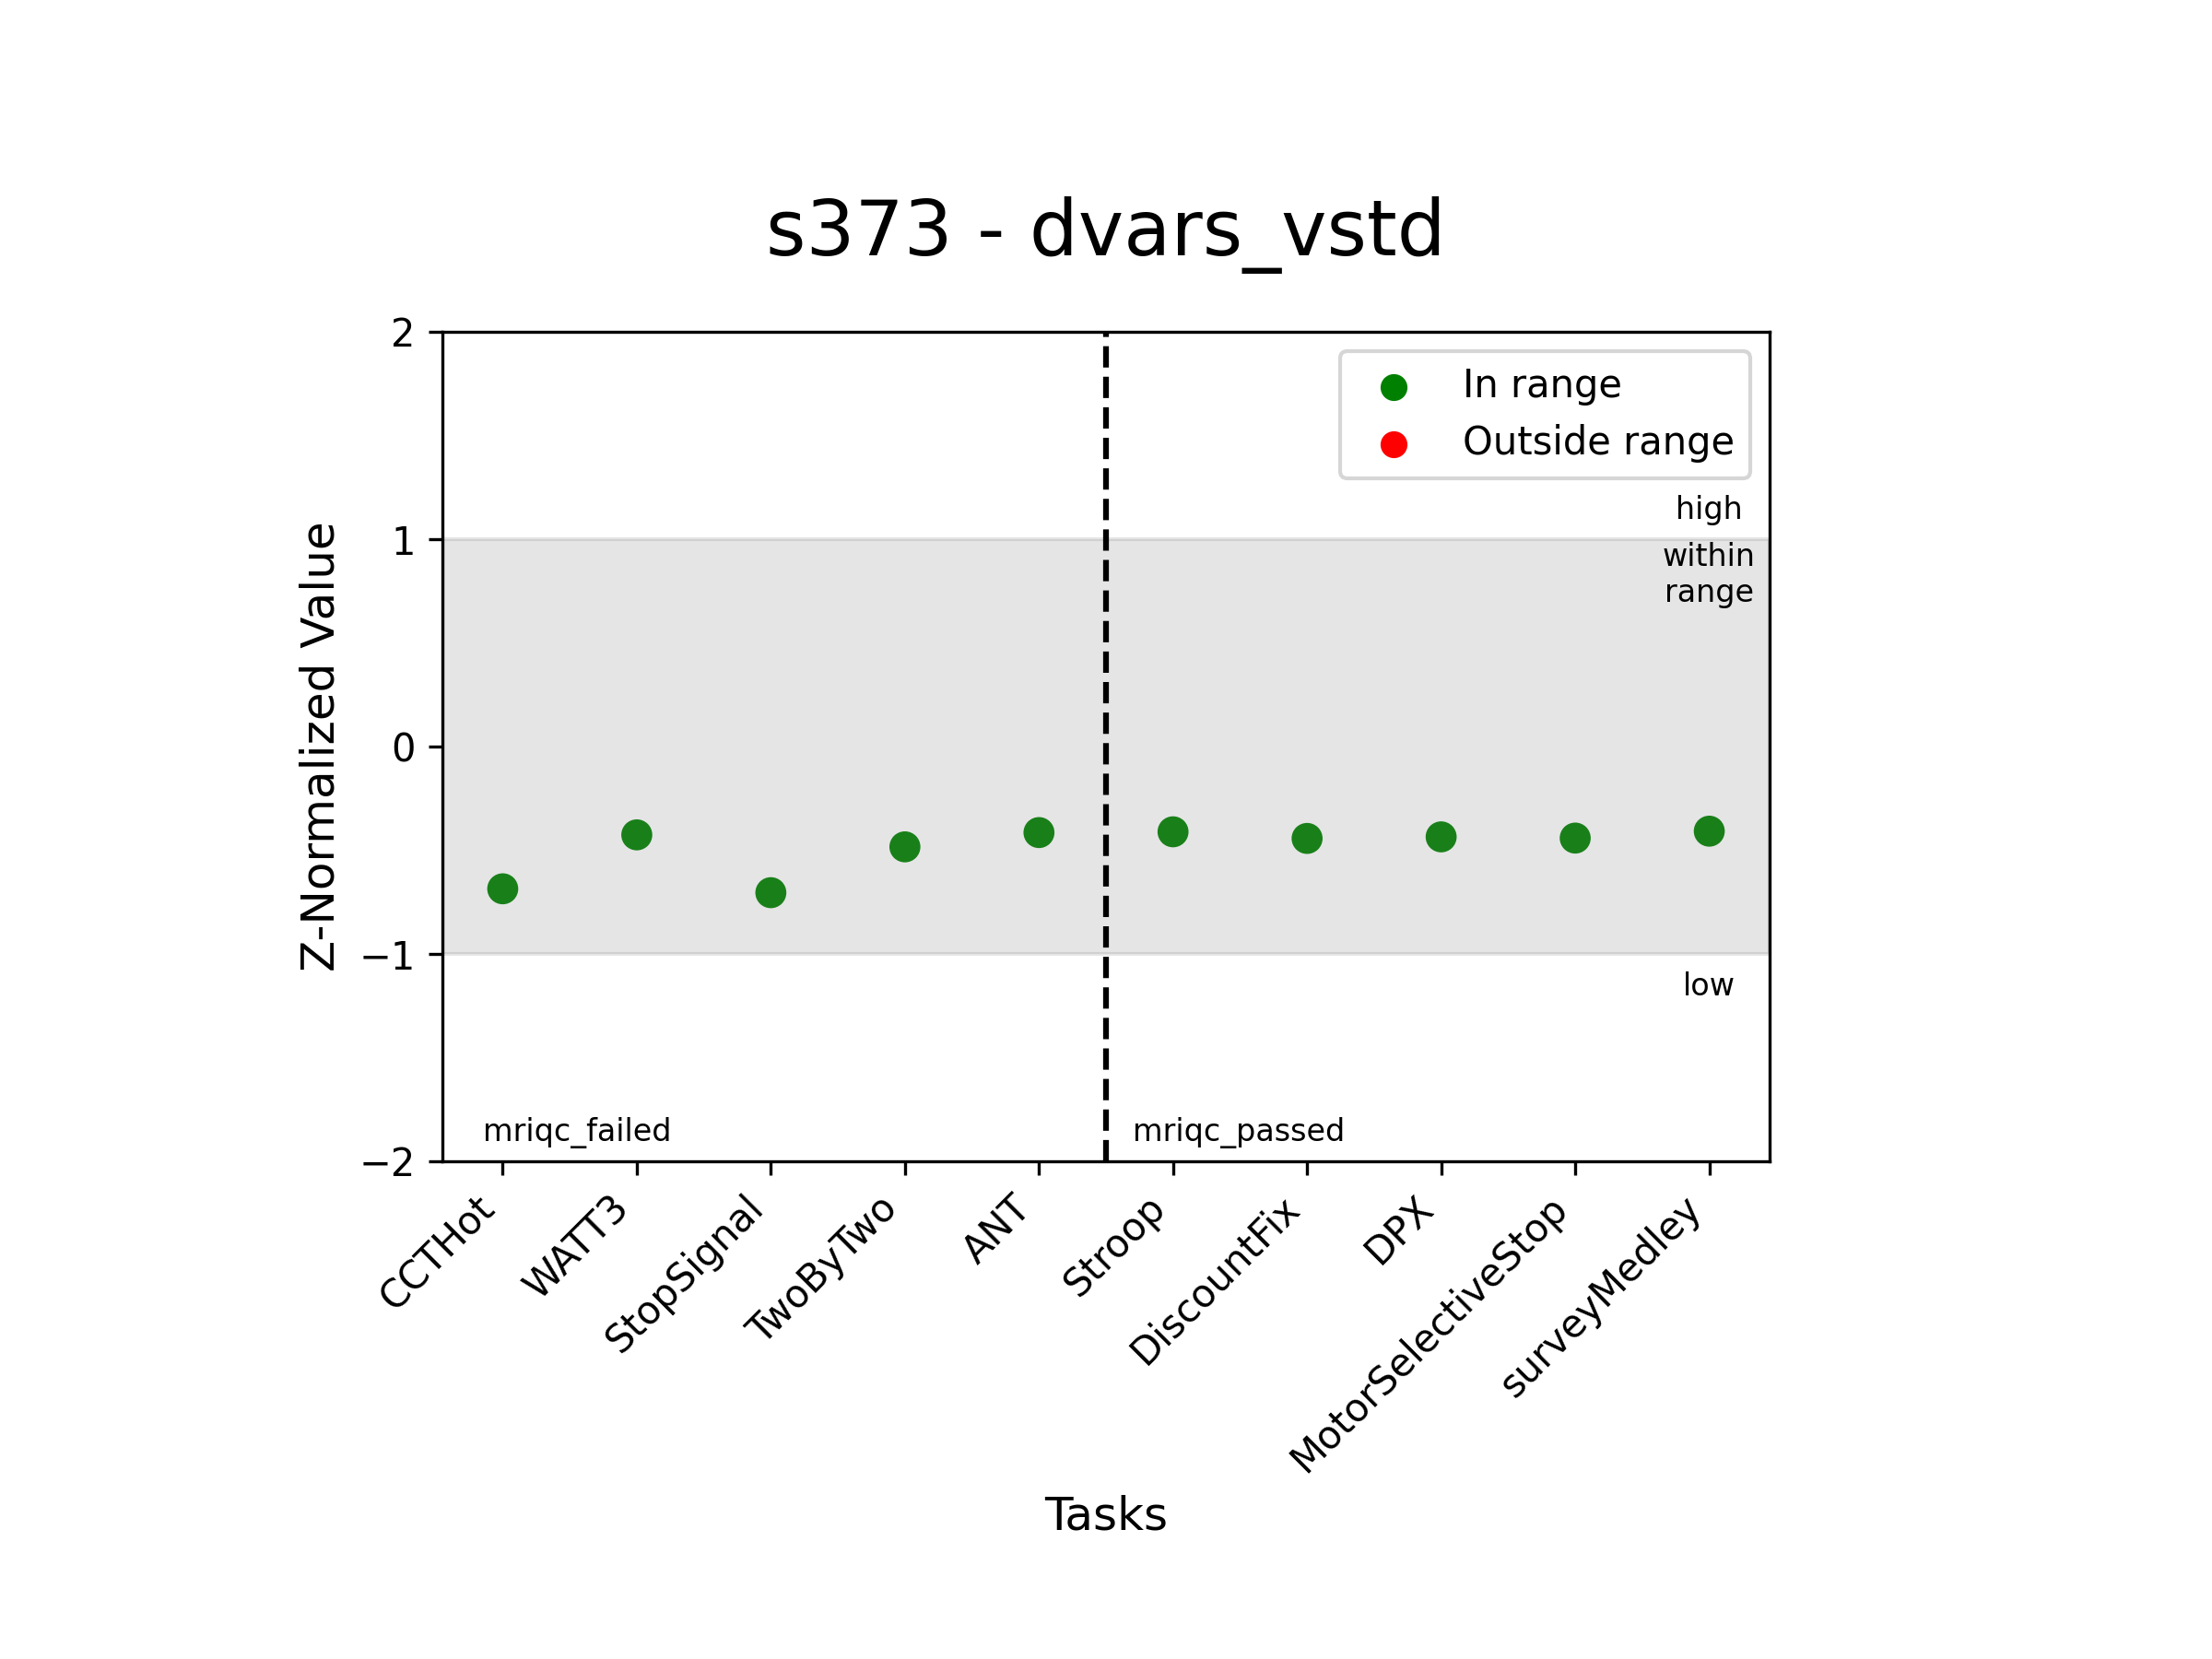 s373 - dvars_vstd
2
1
0
−1
−2
Z-Normalized Value
In range
Outside range
high
within
range
low
mriqc_failed
mriqc_passed
CCTHot
WATT3
StopSignal
TwoByTwo
ANT
Stroop
DiscountFix
DPX
MotorSelectiveStop
surveyMedley
Tasks